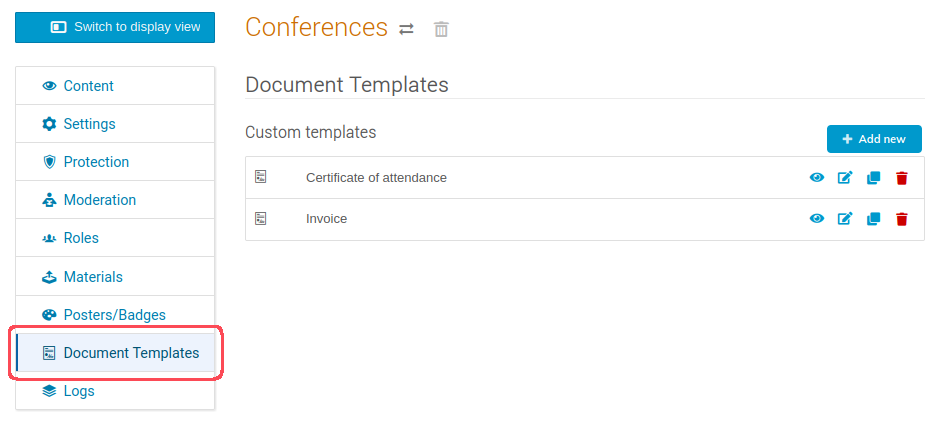 Switch to display view
Conferences
Content
Settings
Protection
Moderation
Roles
Materials
Posters/Badges
Document Templates
Logs
Document Templates
Custom templates
Add new
Certificate of attendance
Invoice